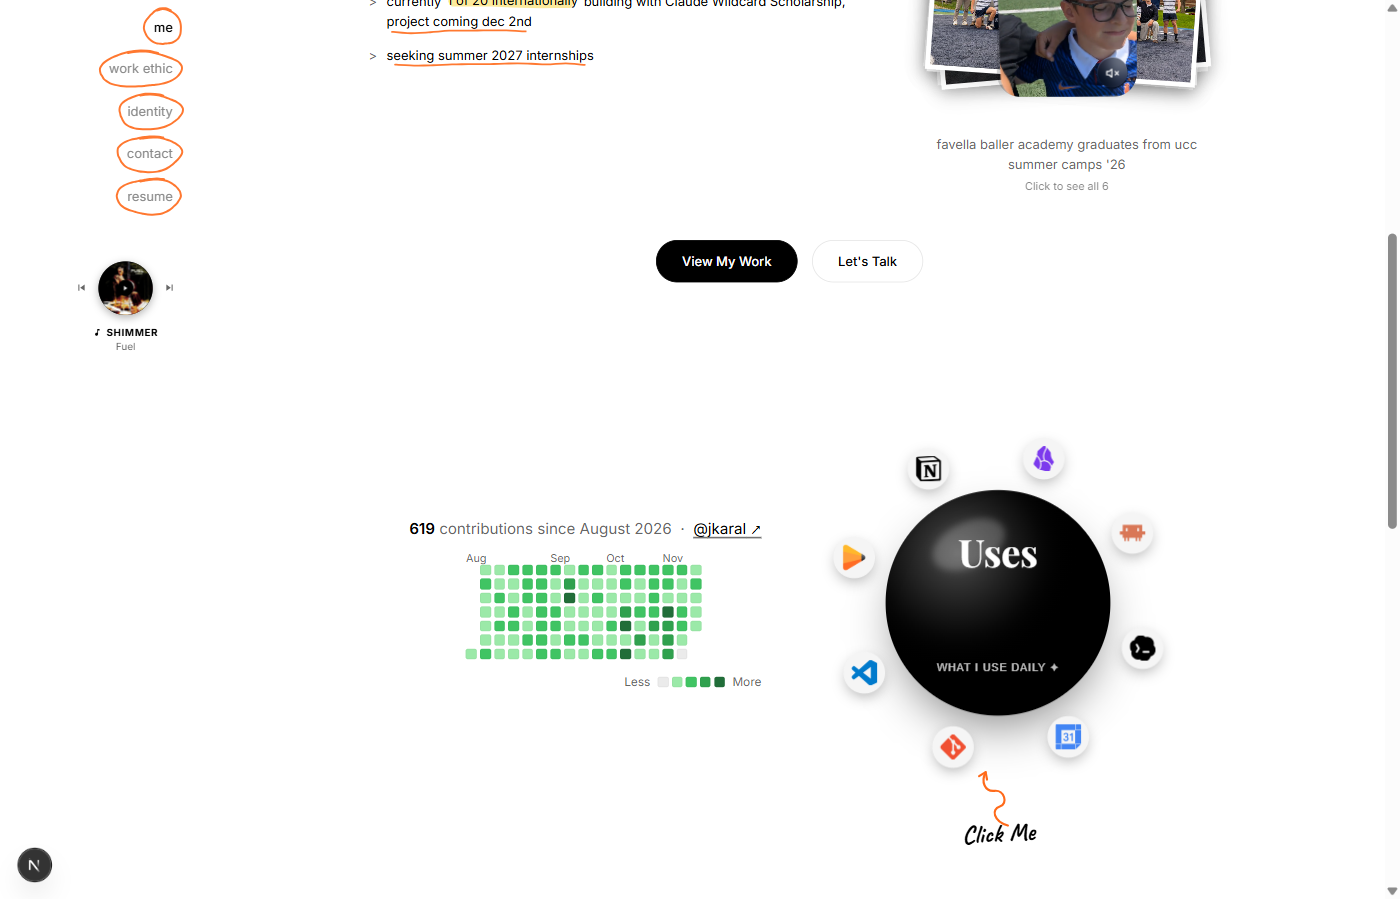 me
work ethic
identity
contact
resume
♪ SHIMMER
Fuel
> currently 1 of 20 internationally building with Claude Wildcard Scholarship,
project coming dec 2nd
> seeking summer 2027 internships
favella baller academy graduates from ucc
summer camps '26
Click to see all 6
View My Work
Let's Talk
619 contributions since August 2026 · @jkaral ↗
Aug Sep Oct Nov
Less More
N
31
Uses
WHAT I USE DAILY ✦
Click Me
N